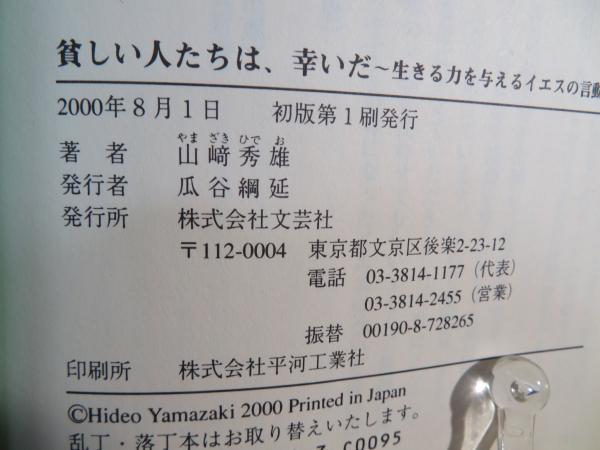 貧しい人たちは、幸いだ〜生きる力を与えるイエスの言動
2000年8月1日 初版第1刷発行
やま ざき ひで お
著者 山﨑秀雄
発行者 瓜谷綱延
発行所 株式会社文芸社
〒112-0004 東京都文京区後楽2-23-12
電話 03-3814-1177（代表）
03-3814-2455（営業）
振替 00190-8-728265
印刷所 株式会社平河工業社
©Hideo Yamazaki 2000 Printed in Japan
乱丁・落丁本はお取り替えいたします。
C0095